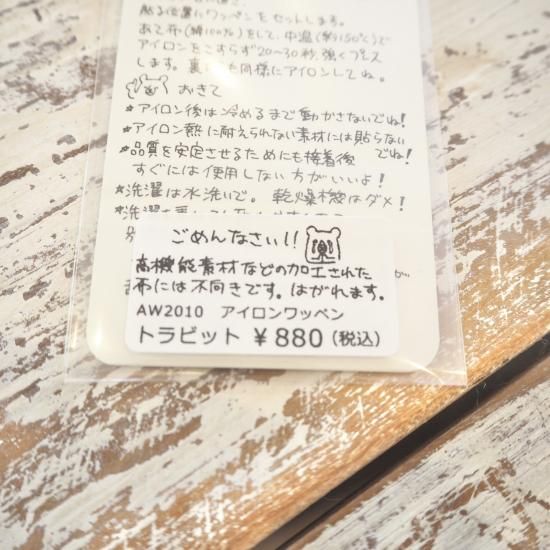 貼る位置にワッペンをセットします。
あて布(綿100%)をして、中温(約150℃)で
アイロンをこすらず20〜30秒、強くプレス
します。裏も同様にアイロンしてね。
おきて
★アイロン後は冷めるまで動かさないでね!
★アイロン熱に耐えられない素材には貼らない
でね!
★品質を安定させるためにも接着後
すぐには使用しない方がいいよ!
★洗濯は水洗いで。乾燥機はダメ!
ごめんなさい!!
高機能素材などの加工された
布には不向きです。はがれます。
AW2010 アイロンワッペン
トラビット ¥880(税込)